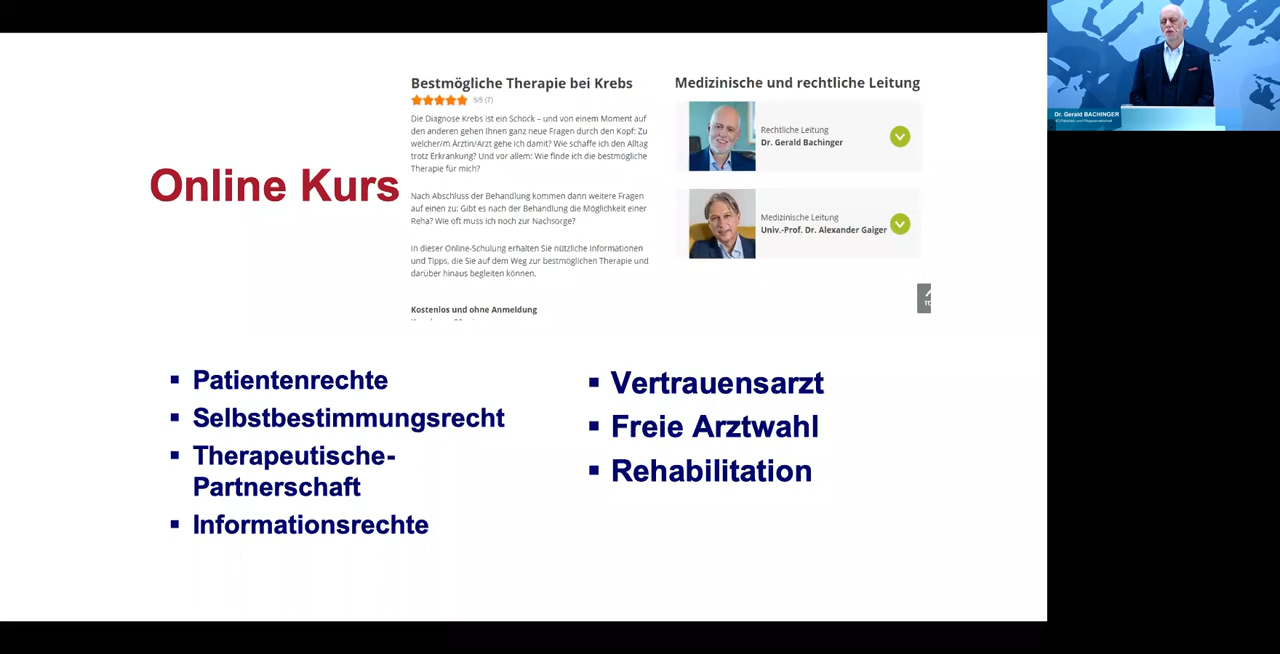 Online Kurs
Bestmögliche Therapie bei Krebs
5/5 (7)
Die Diagnose Krebs ist ein Schock – und von einem Moment auf
den anderen gehen Ihnen ganz neue Fragen durch den Kopf: Zu
welcher/m Ärztin/Arzt gehe ich damit? Wie schaffe ich den Alltag
trotz Erkrankung? Und vor allem: Wie finde ich die bestmögliche
Therapie für mich?
Nach Abschluss der Behandlung kommen dann weitere Fragen
auf einen zu: Gibt es nach der Behandlung die Möglichkeit einer
Reha? Wie oft muss ich noch zur Nachsorge?
In dieser Online-Schulung erhalten Sie nützliche Informationen
und Tipps, die Sie auf dem Weg zur bestmöglichen Therapie und
darüber hinaus begleiten können.
Kostenlos und ohne Anmeldung
Medizinische und rechtliche Leitung
Rechtliche Leitung
Dr. Gerald Bachinger
Medizinische Leitung
Univ.-Prof. Dr. Alexander Gaiger
Patientenrechte
Selbstbestimmungsrecht
Therapeutische-
Partnerschaft
Informationsrechte
Vertrauensarzt
Freie Arztwahl
Rehabilitation
Dr. Gerald BACHINGER